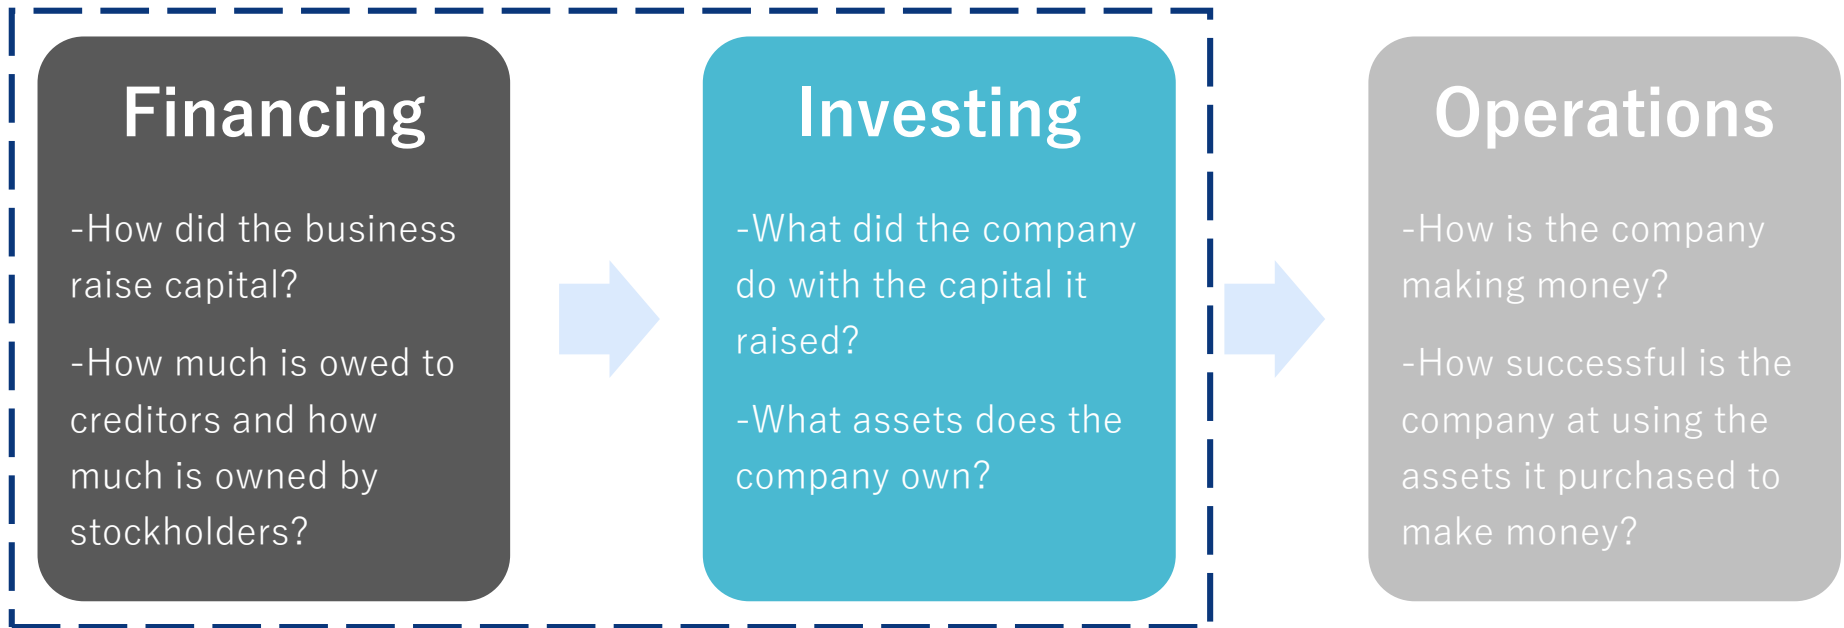 Financing
-How did the business
raise capital?
-How much is owed to
creditors and how
much is owned by
stockholders?
Investing
-What did the company
do with the capital it
raised?
-What assets does the
company own?
Operations
-How is the company
making money?
-How successful is the
company at using the
assets it purchased to
make money?